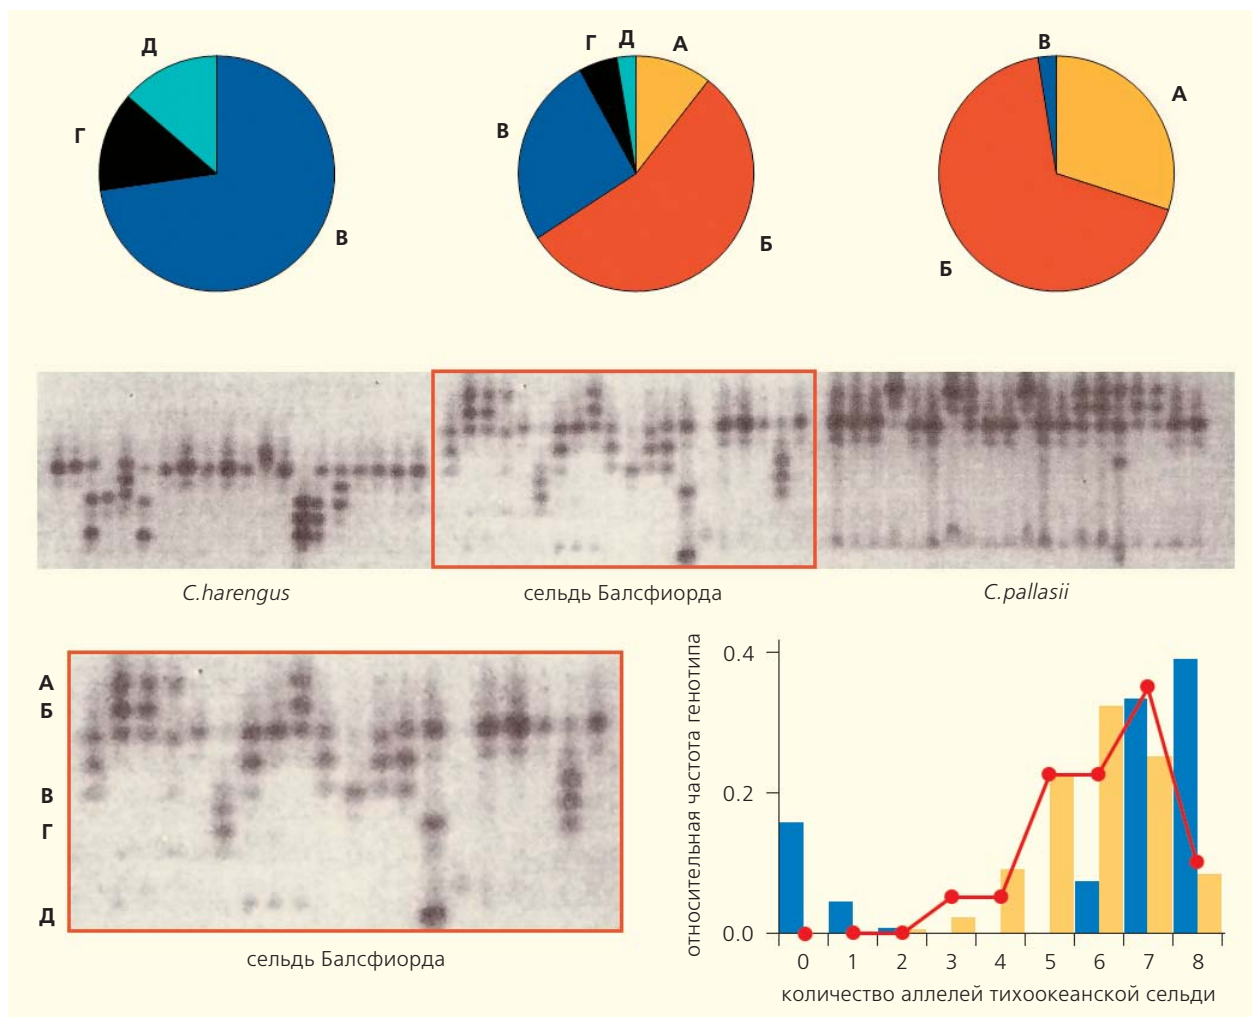 Д
Г
В
Г Д А
В
Б
В
А
Б
C.harengus
сельдь Балсфиорда
C.pallasii
А
Б
В
Г
Д
сельдь Балсфиорда
относительная частота генотипа
0.4
0.2
0.0
0 1 2 3 4 5 6 7 8
количество аллелей тихоокеанской сельди